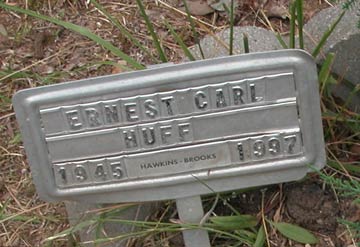 ERNEST CARL
HUFF
1945 HAWKINS-BROOKS 1997